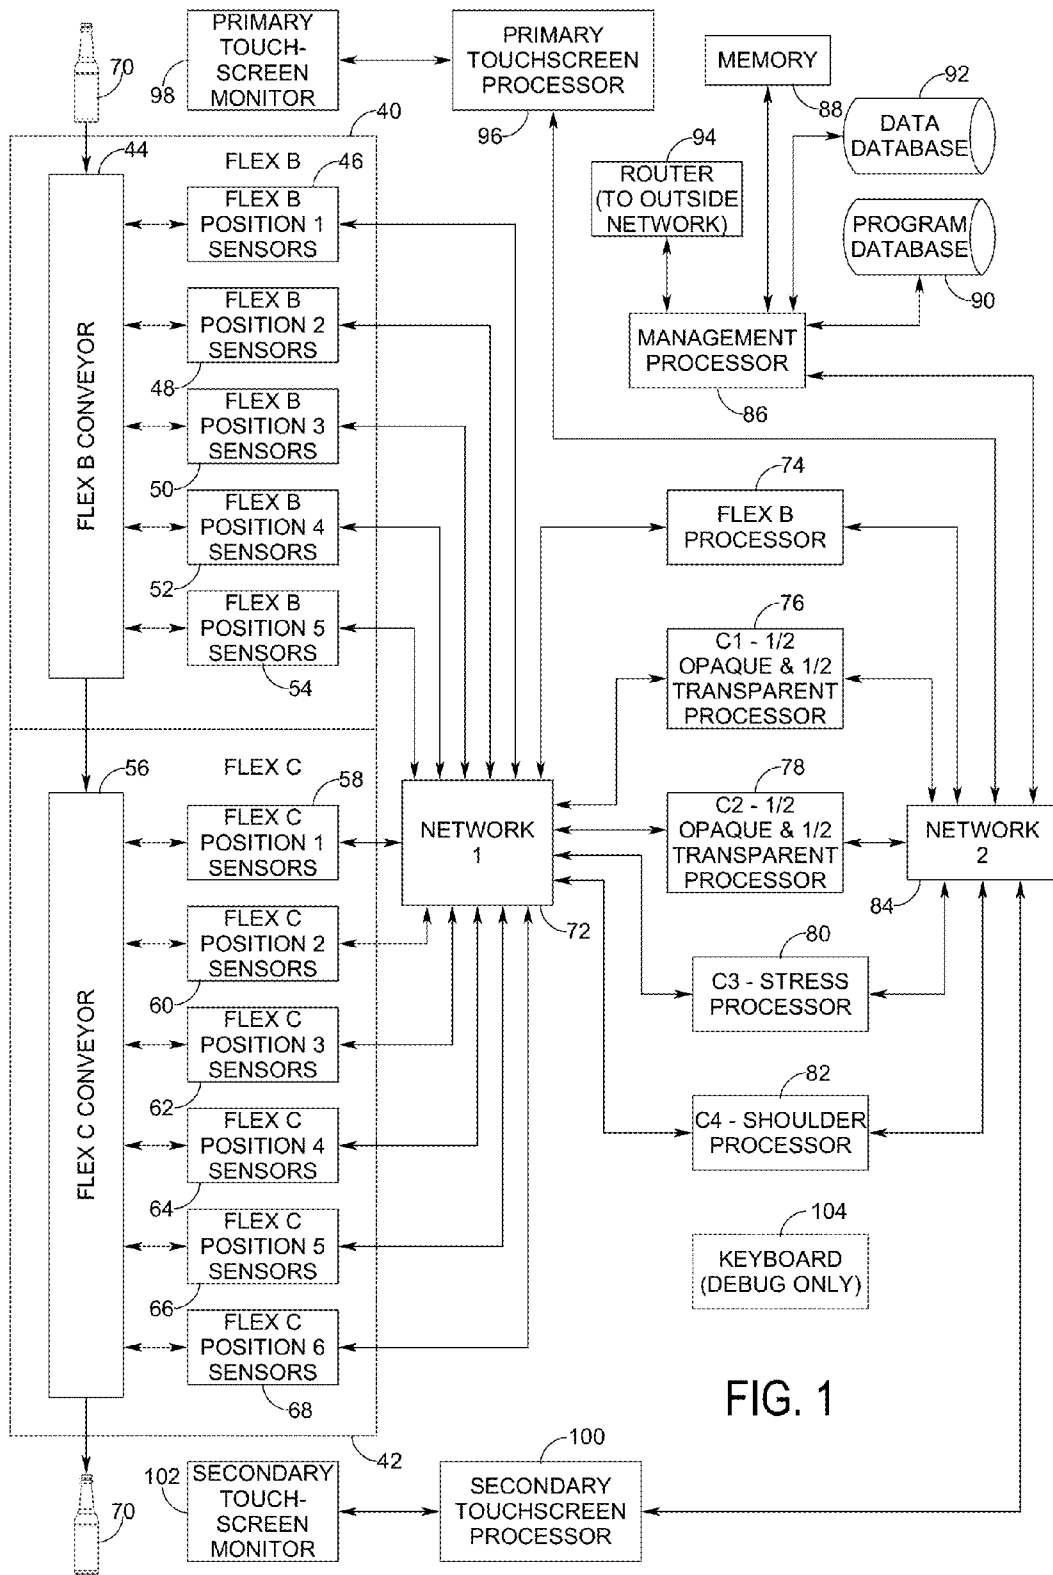 70
PRIMARY
TOUCH-
SCREEN
MONITOR
98
PRIMARY
TOUCHSCREEN
PROCESSOR
96
MEMORY
88
92
DATA
DATABASE
94
ROUTER
(TO OUTSIDE
NETWORK)
PROGRAM
DATABASE
90
MANAGEMENT
PROCESSOR
86
40
44
FLEX B
46
FLEX B CONVEYOR
FLEX B
POSITION 1
SENSORS
FLEX B
POSITION 2
SENSORS
48
FLEX B
POSITION 3
SENSORS
50
FLEX B
POSITION 4
SENSORS
52
FLEX B
POSITION 5
SENSORS
54
74
FLEX B
PROCESSOR
76
C1 - 1/2
OPAQUE & 1/2
TRANSPARENT
PROCESSOR
78
C2 - 1/2
OPAQUE & 1/2
TRANSPARENT
PROCESSOR
56
FLEX C
58
FLEX C CONVEYOR
FLEX C
POSITION 1
SENSORS
NETWORK
1
72
NETWORK
2
84
FLEX C
POSITION 2
SENSORS
60
FLEX C
POSITION 3
SENSORS
62
FLEX C
POSITION 4
SENSORS
64
FLEX C
POSITION 5
SENSORS
66
FLEX C
POSITION 6
SENSORS
68
80
C3 - STRESS
PROCESSOR
82
C4 - SHOULDER
PROCESSOR
104
KEYBOARD
(DEBUG ONLY)
FIG. 1
42
70
102
SECONDARY
TOUCH-
SCREEN
MONITOR
100
SECONDARY
TOUCHSCREEN
PROCESSOR